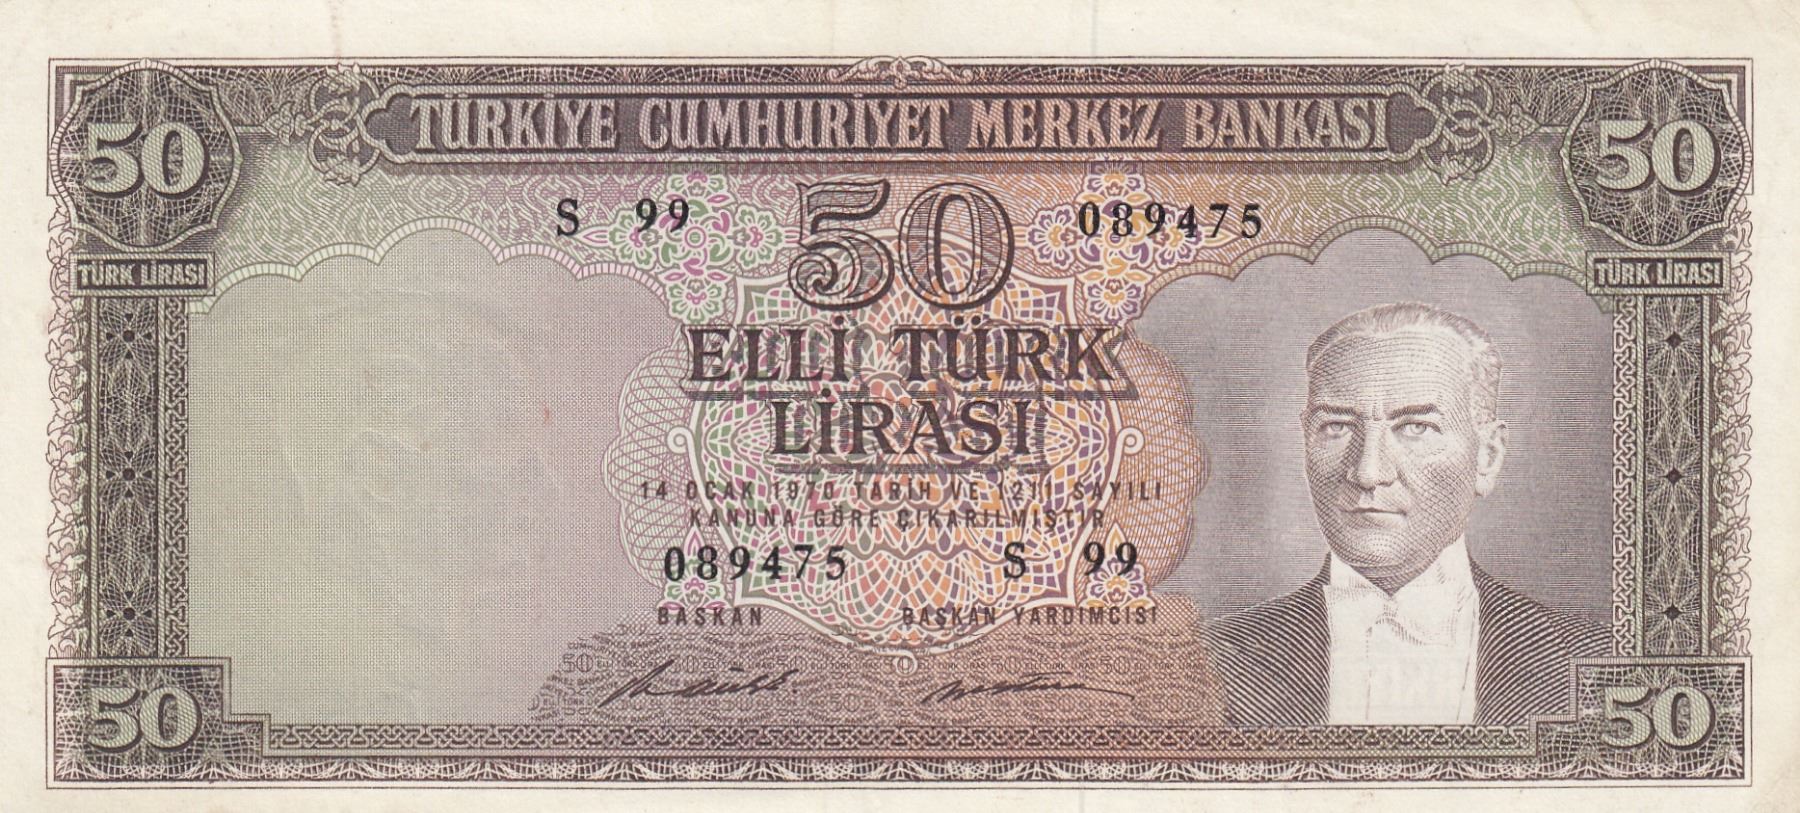 TÜRKİYE CUMHURİYET MERKEZ BANKASI
50 50
S 99 50 089475
TÜRK LİRASI TÜRK LİRASI
ELLİ TÜRK
LİRASI
14 OCAK 1970 TARİH VE 1211 SAYILI
KANUNA GÖRE ÇIKARILMIŞTIR
089475 S 99
BAŞKAN BAŞKAN YARDIMCISI
50 50